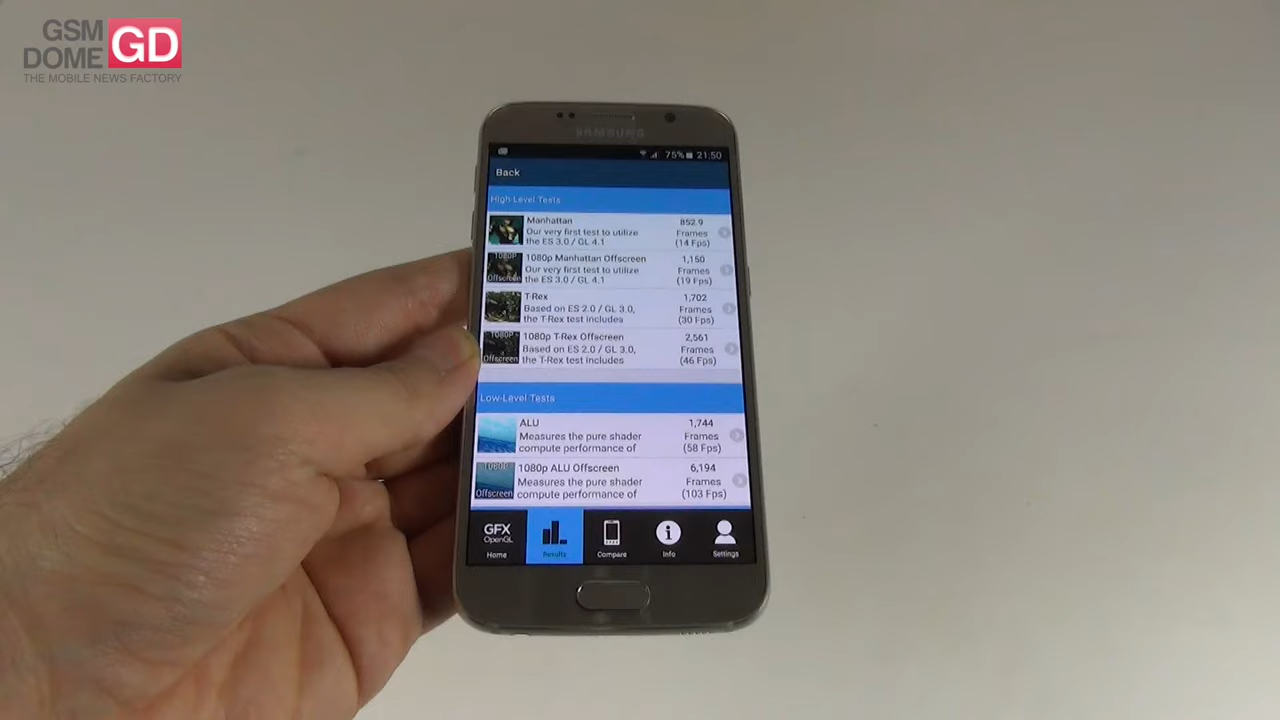 GSM
DOME
GD
THE MOBILE NEWS FACTORY
SAMSUNG
75% 21:50
Back
High-Level Tests
Manhattan
852.9
Our very first test to utilize
the ES 3.0 / GL 4.1
Frames
(14 Fps)
1080P
Offscreen
1080p Manhattan Offscreen
1,150
Our very first test to utilize
the ES 3.0 / GL 4.1
Frames
(19 Fps)
T-Rex
1,702
Based on ES 2.0 / GL 3.0,
the T-Rex test includes
Frames
(30 Fps)
1080P
Offscreen
1080p T-Rex Offscreen
2,561
Based on ES 2.0 / GL 3.0,
the T-Rex test includes
Frames
(46 Fps)
Low-Level Tests
ALU
1,744
Measures the pure shader
compute performance of
Frames
(58 Fps)
1080P
Offscreen
1080p ALU Offscreen
6,194
Measures the pure shader
compute performance of
Frames
(103 Fps)
GFX
OpenGL
Home
Results
Compare
Info
Settings